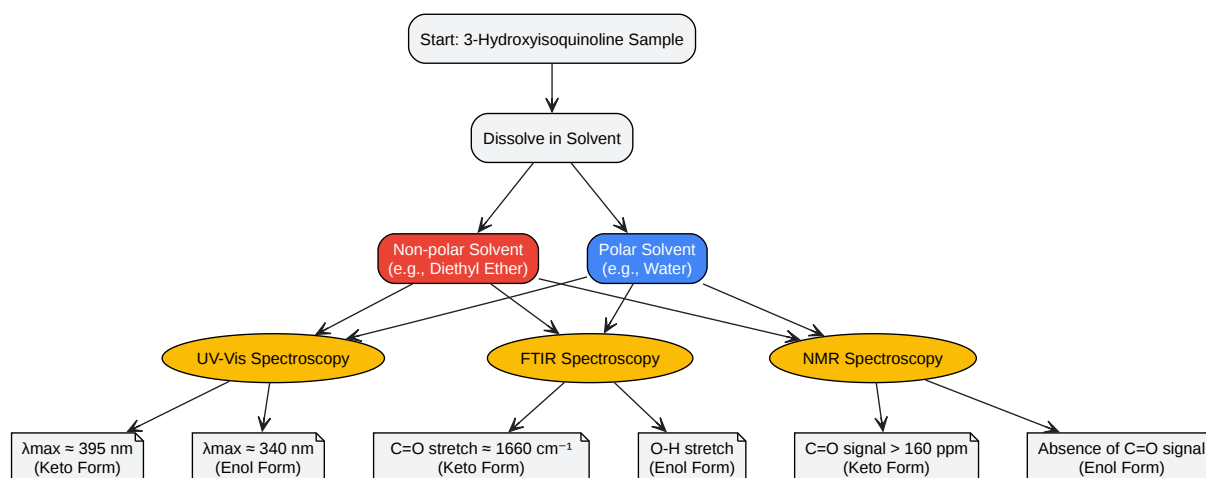 Start: 3-Hydroxyisoquinoline Sample
Dissolve in Solvent
Non-polar Solvent
(e.g., Diethyl Ether)
Polar Solvent
(e.g., Water)
UV-Vis Spectroscopy
FTIR Spectroscopy
NMR Spectroscopy
λmax ≈ 395 nm
(Keto Form)
λmax ≈ 340 nm
(Enol Form)
C=O stretch ≈ 1660 cm⁻¹
(Keto Form)
O-H stretch
(Enol Form)
C=O signal > 160 ppm
(Keto Form)
Absence of C=O signal
(Enol Form)